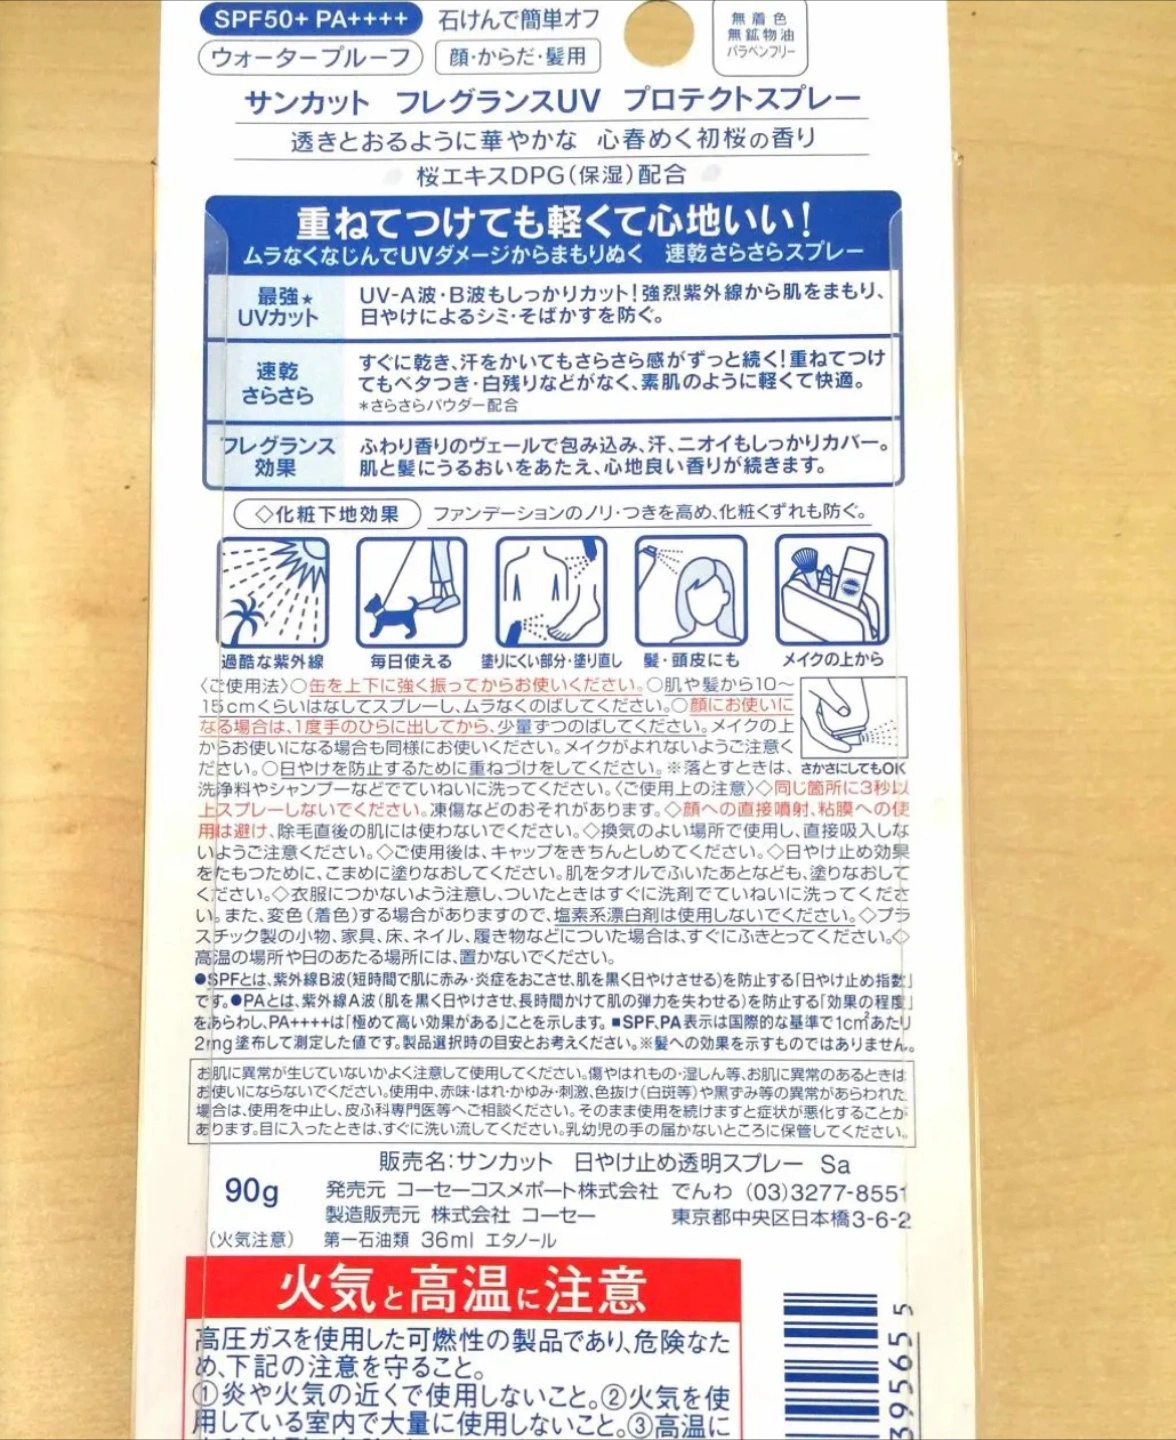 SPF50+ PA++++ 石けんで簡単オフ
ウォータープルーフ 顔・からだ・髪用
無着色
無鉱物油
パラベンフリー
サンカット フレグランスUV プロテクトスプレー
透きとおるように華やかな 心春めく初桜の香り
桜エキスDPG(保湿)配合
重ねてつけても軽くて心地いい!
ムラなくなじんでUVダメージからまもりぬく 速乾さらさらスプレー
最強★
UVカット
UV-A波・B波もしっかりカット!強烈紫外線から肌をまもり、
日やけによるシミ・そばかすを防ぐ。
速乾
さらさら
すぐに乾き、汗をかいてもさらさら感がずっと続く!重ねてつけ
てもベタつき・白残りなどがなく、素肌のように軽くて快適。
*さらさらパウダー配合
フレグランス
効果
ふわり香りのヴェールで包み込み、汗、ニオイもしっかりカバー。
肌と髪にうるおいをあたえ、心地良い香りが続きます。
◇化粧下地効果 ファンデーションのノリ・つきを高め、化粧くずれも防ぐ。
過酷な紫外線 毎日使える 塗りにくい部分・塗り直し 髪・頭皮にも メイクの上から
〈ご使用法〉○缶を上下に強く振ってからお使いください。○肌や髪から10〜
15cmくらいはなしてスプレーし、ムラなくのばしてください。○顔にお使いに
なる場合は、1度手のひらに出してから、少量ずつのばしてください。メイクの上
からお使いになる場合も同様にお使いください。メイクがよれないようご注意く
ださい。○日やけを防止するために重ねづけをしてください。※落とすときは、 さかさにしてもOK
洗浄料やシャンプーなどでていねいに洗ってください。〈ご使用上の注意〉◇同じ箇所に3秒以
上スプレーしないでください。凍傷などのおそれがあります。◇顔への直接噴射、粘膜への使
用は避け、除毛直後の肌には使わないでください。◇換気のよい場所で使用し、直接吸入しな
いようご注意ください。◇ご使用後は、キャップをきちんとしめてください。◇日やけ止め効果
をたもつために、こまめに塗りなおしてください。肌をタオルでふいたあとなども、塗りなおして
ください。◇衣服につかないよう注意し、ついたときはすぐに洗剤でていねいに洗ってくださ
い。また、変色(着色)する場合がありますので、塩素系漂白剤は使用しないでください。◇プラ
スチック製の小物、家具、床、ネイル、履き物などについた場合は、すぐにふきとってください。◇
高温の場所や日のあたる場所には、置かないでください。
●SPFとは、紫外線B波(短時間で肌に赤み・炎症をおこさせ、肌を黒く日やけさせる)を防止する「日やけ止め指数」
です。●PAとは、紫外線A波(肌を黒く日やけさせ、長時間かけて肌の弾力を失わせる)を防止する「効果の程度」
をあらわし、PA++++は「極めて高い効果がある」ことを示します。■SPF、PA表示は国際的な基準で1cm²あたり
2mg塗布して測定した値です。製品選択時の目安とお考えください。※髪への効果を示すものではありません。
お肌に異常が生じていないかよく注意して使用してください。傷やはれもの・湿しん等、お肌に異常のあるときは
お使いにならないでください。使用中、赤味・はれ・かゆみ・刺激、色抜け(白斑等)や黒ずみ等の異常があらわれた
場合は、使用を中止し、皮ふ科専門医等へご相談ください。そのまま使用を続けますと症状が悪化することが
あります。目に入ったときは、すぐに洗い流してください。乳幼児の手の届かないところに保管してください。
販売名:サンカット 日やけ止め透明スプレー Sa
90g
発売元 コーセーコスメポート株式会社 でんわ (03)3277-8551
製造販売元 株式会社 コーセー 東京都中央区日本橋3-6-2
(火気注意) 第一石油類 36ml エタノール
火気と高温に注意
高圧ガスを使用した可燃性の製品であり、危険なた
め、下記の注意を守ること。
①炎や火気の近くで使用しないこと。②火気を使
用している室内で大量に使用しないこと。③高温に
395655